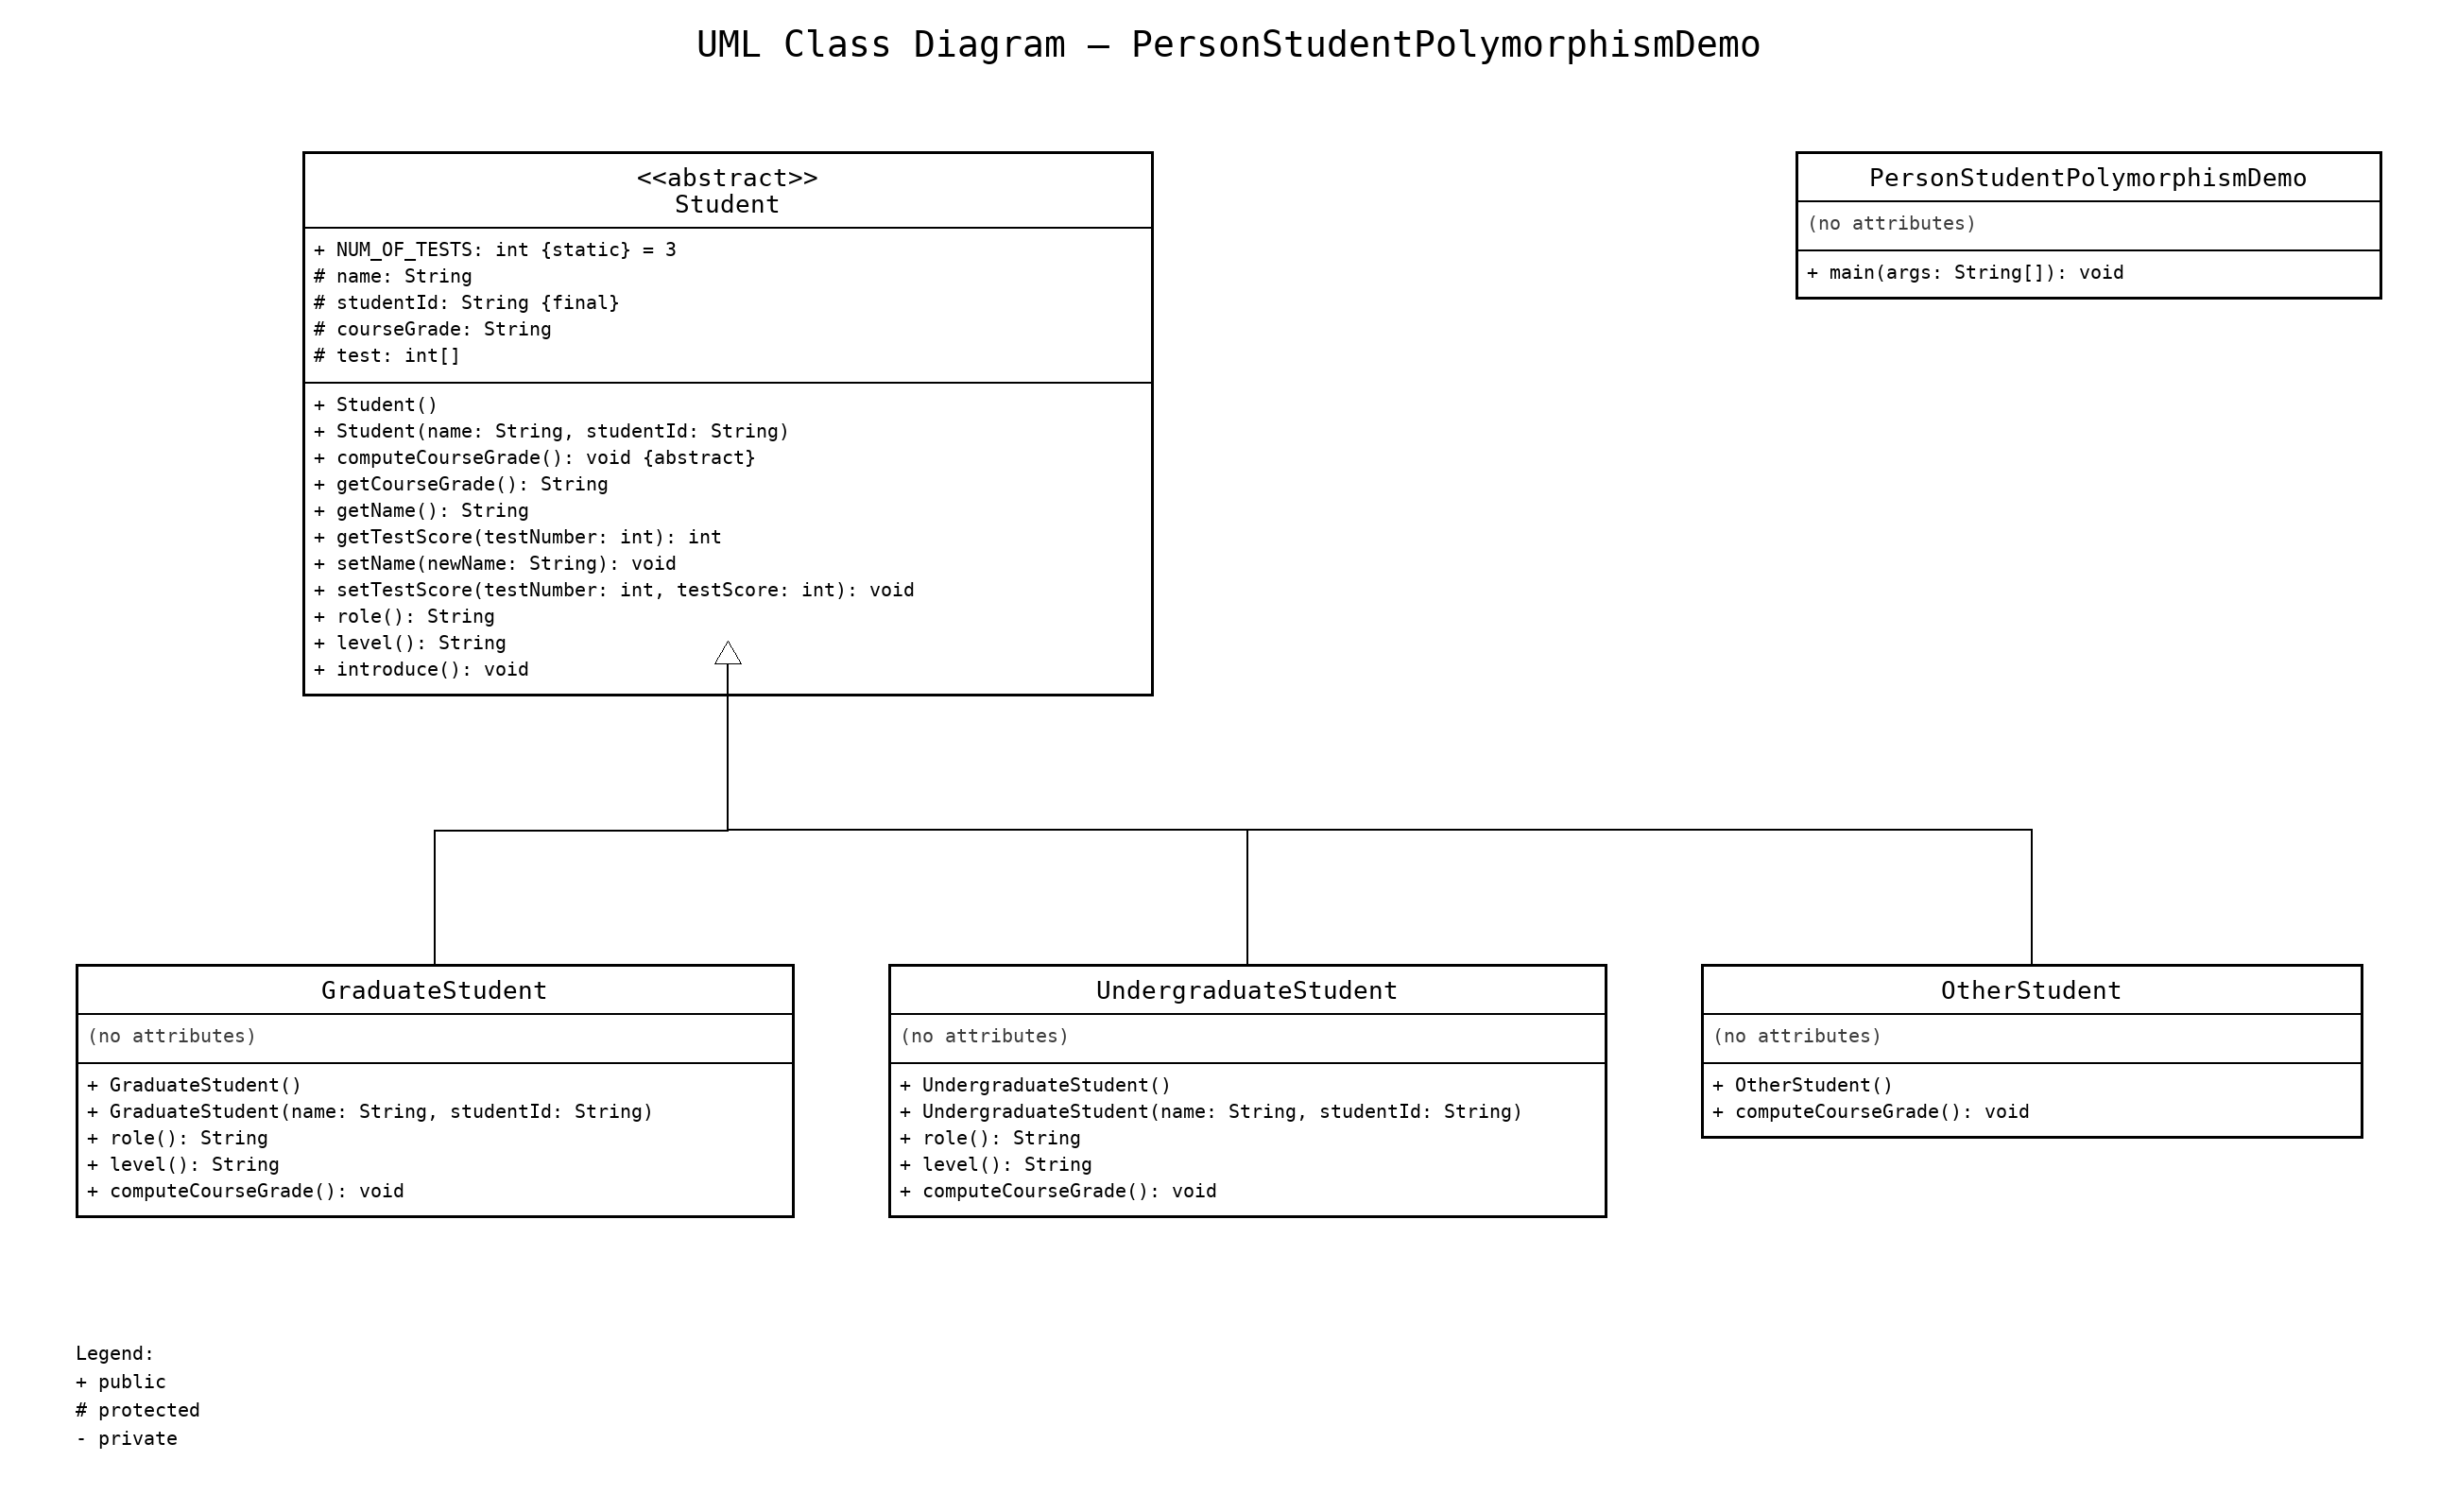 UML Class Diagram — PersonStudentPolymorphismDemo
<<abstract>>
Student
+ NUM_OF_TESTS: int {static} = 3
# name: String
# studentId: String {final}
# courseGrade: String
# test: int[]
+ Student()
+ Student(name: String, studentId: String)
+ computeCourseGrade(): void {abstract}
+ getCourseGrade(): String
+ getName(): String
+ getTestScore(testNumber: int): int
+ setName(newName: String): void
+ setTestScore(testNumber: int, testScore: int): void
+ role(): String
+ level(): String
+ introduce(): void
PersonStudentPolymorphismDemo
(no attributes)
+ main(args: String[]): void
GraduateStudent
(no attributes)
+ GraduateStudent()
+ GraduateStudent(name: String, studentId: String)
+ role(): String
+ level(): String
+ computeCourseGrade(): void
UndergraduateStudent
(no attributes)
+ UndergraduateStudent()
+ UndergraduateStudent(name: String, studentId: String)
+ role(): String
+ level(): String
+ computeCourseGrade(): void
OtherStudent
(no attributes)
+ OtherStudent()
+ computeCourseGrade(): void
Legend:
+ public
# protected
- private